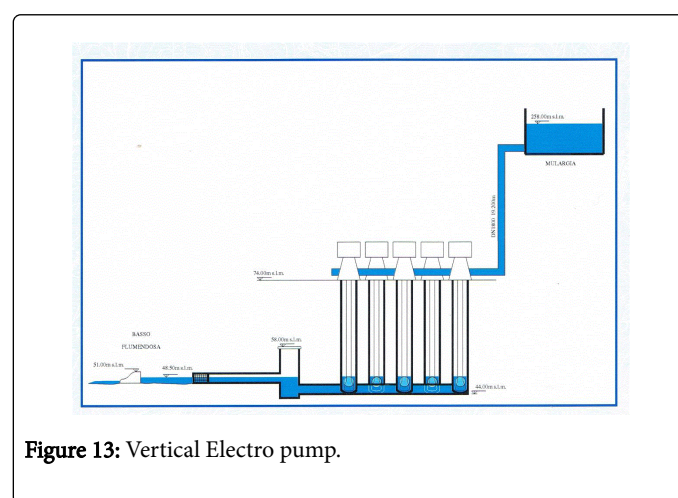 258.00m s.l.m.
MULARGIA
74.00m s.l.m.
58.00m s.l.m.
BASSO
FLUMENDOSA
51.00m s.l.m.
48.50m s.l.m.
44.00m s.l.m.
Figure 13: Vertical Electro pump.